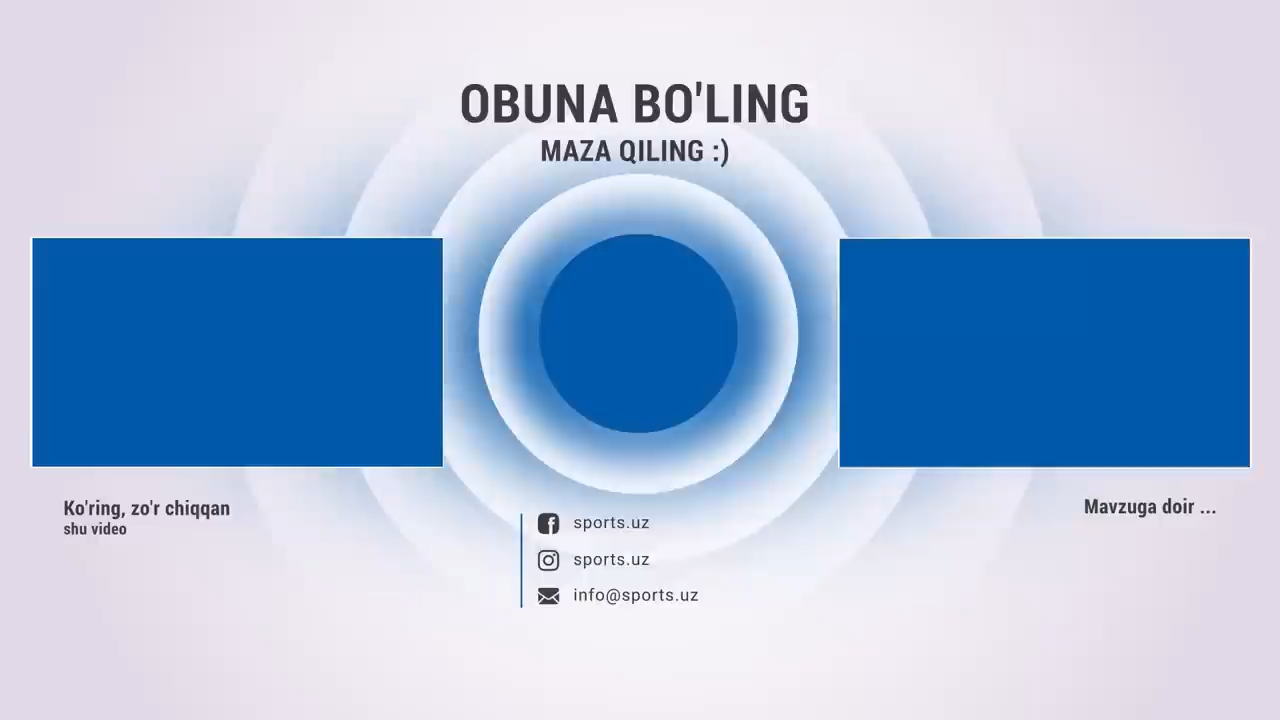 OBUNA BO'LING
MAZA QILING :)
Ko'ring, zo'r chiqqan
shu video
Mavzuga doir ...
sports.uz
sports.uz
info@sports.uz